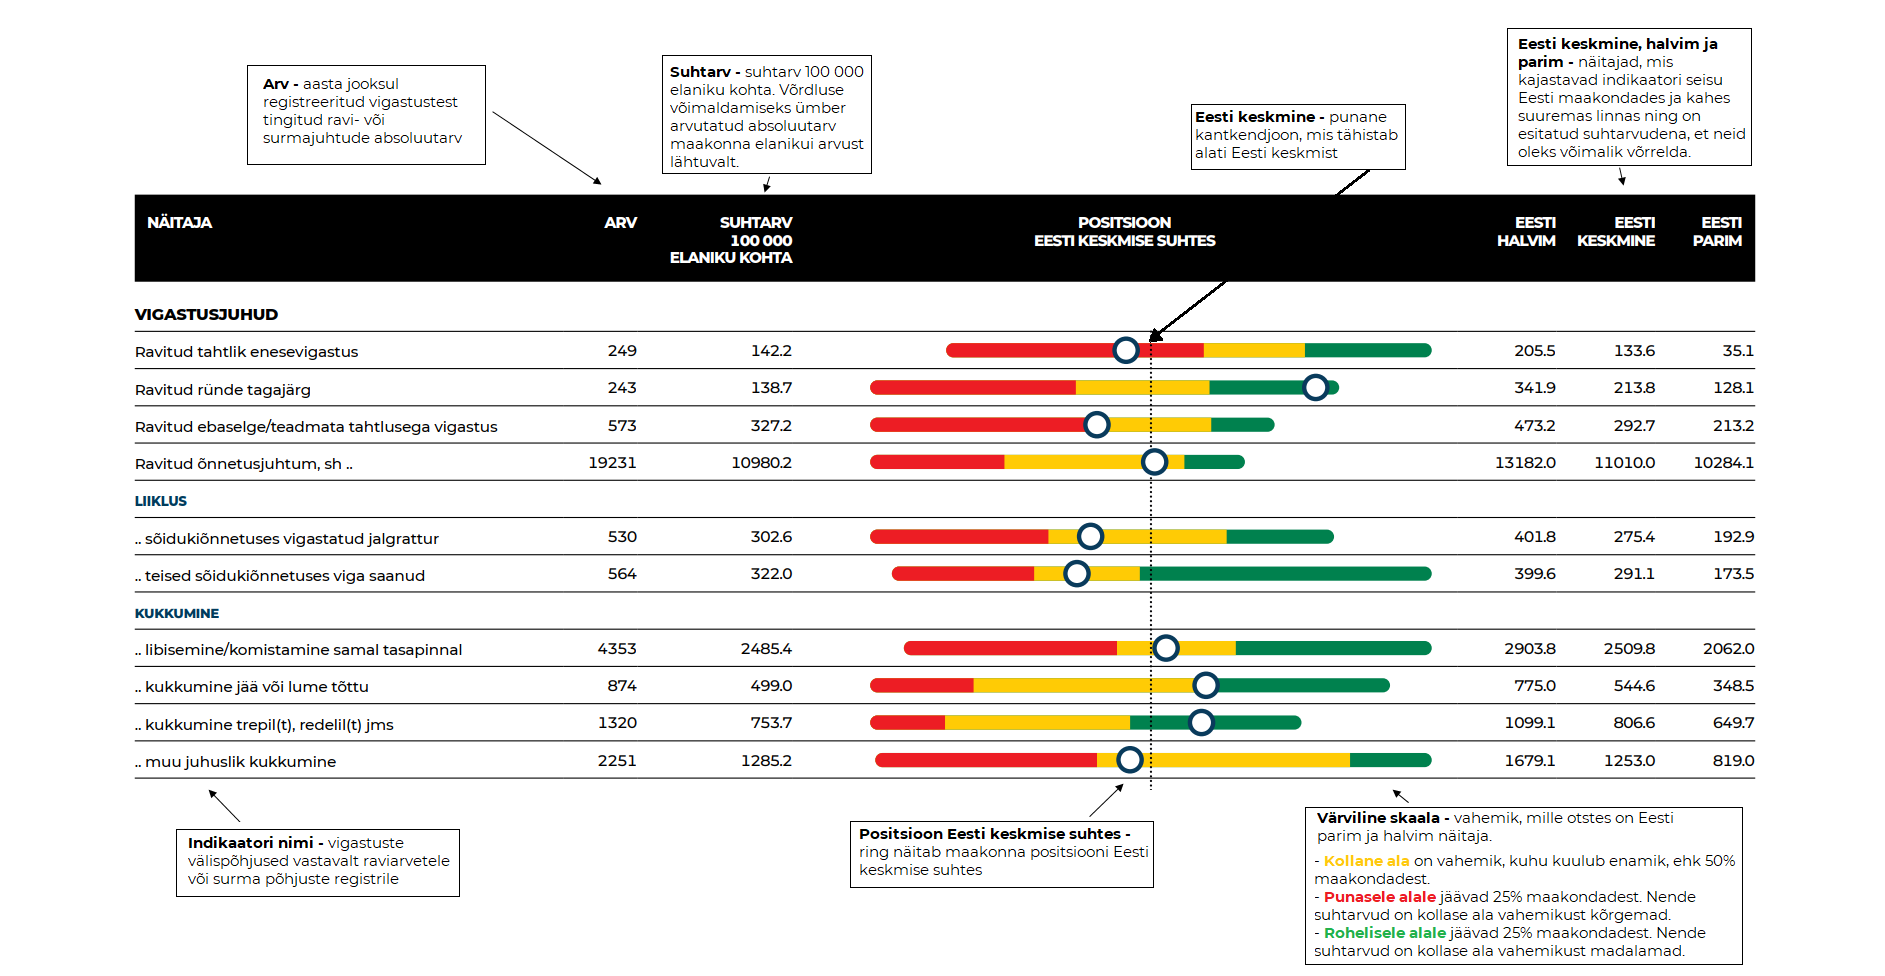 Arv - aasta jooksul
registreeritud vigastustest
tingitud ravi- või
surmajuhtude absoluutarv
Suhtarv - suhtarv 100 000
elaniku kohta. Võrdluse
võimaldamiseks ümber
arvutatud absoluutarv
maakonna elanikui arvust
lähtuvalt.
Eesti keskmine - punane
kantkendjoon, mis tähistab
alati Eesti keskmist
Eesti keskmine, halvim ja
parim - näitajad, mis
kajastavad indikaatori seisu
Eesti maakondades ja kahes
suuremas linnas ning on
esitatud suhtarvudena, et neid
oleks võimalik võrrelda.
NÄITAJA ARV SUHTARV POSITSIOON EESTI EESTI EESTI
100 000 EESTI KESKMISE SUHTES HALVIM KESKMINE PARIM
ELANIKU KOHTA
VIGASTUSJUHUD
Ravitud tahtlik enesevigastus 249 142.2 205.5 133.6 35.1
Ravitud ründe tagajärg 243 138.7 341.9 213.8 128.1
Ravitud ebaselge/teadmata tahtlusega vigastus 573 327.2 473.2 292.7 213.2
Ravitud õnnetusjuhtum, sh .. 19231 10980.2 13182.0 11010.0 10284.1
LIIKLUS
.. sõidukiõnnetuses vigastatud jalgrattur 530 302.6 401.8 275.4 192.9
.. teised sõidukiõnnetuses viga saanud 564 322.0 399.6 291.1 173.5
KUKKUMINE
.. libisemine/komistamine samal tasapinnal 4353 2485.4 2903.8 2509.8 2062.0
.. kukkumine jää või lume tõttu 874 499.0 775.0 544.6 348.5
.. kukkumine trepil(t), redelil(t) jms 1320 753.7 1099.1 806.6 649.7
.. muu juhuslik kukkumine 2251 1285.2 1679.1 1253.0 819.0
Indikaatori nimi - vigastuste
välispõhjused vastavalt raviarvetele
või surma põhjuste registrile
Positsioon Eesti keskmise suhtes -
ring näitab maakonna positsiooni Eesti
keskmise suhtes
Värviline skaala - vahemik, mille otstes on Eesti
parim ja halvim näitaja.
- Kollane ala on vahemik, kuhu kuulub enamik, ehk 50%
maakondadest.
- Punasele alale jäävad 25% maakondadest. Nende
suhtarvud on kollase ala vahemikust kõrgemad.
- Rohelisele alale jäävad 25% maakondadest. Nende
suhtarvud on kollase ala vahemikust madalamad.